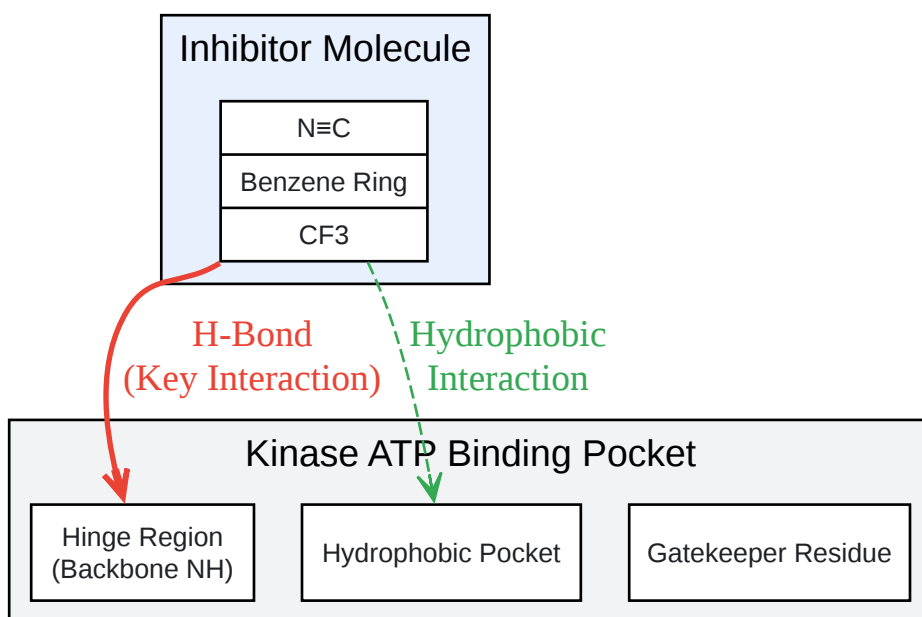 Inhibitor Molecule
N≡C
Benzene Ring
CF3
H-Bond
(Key Interaction)
Hydrophobic
Interaction
Kinase ATP Binding Pocket
Hinge Region
(Backbone NH)
Hydrophobic Pocket
Gatekeeper Residue